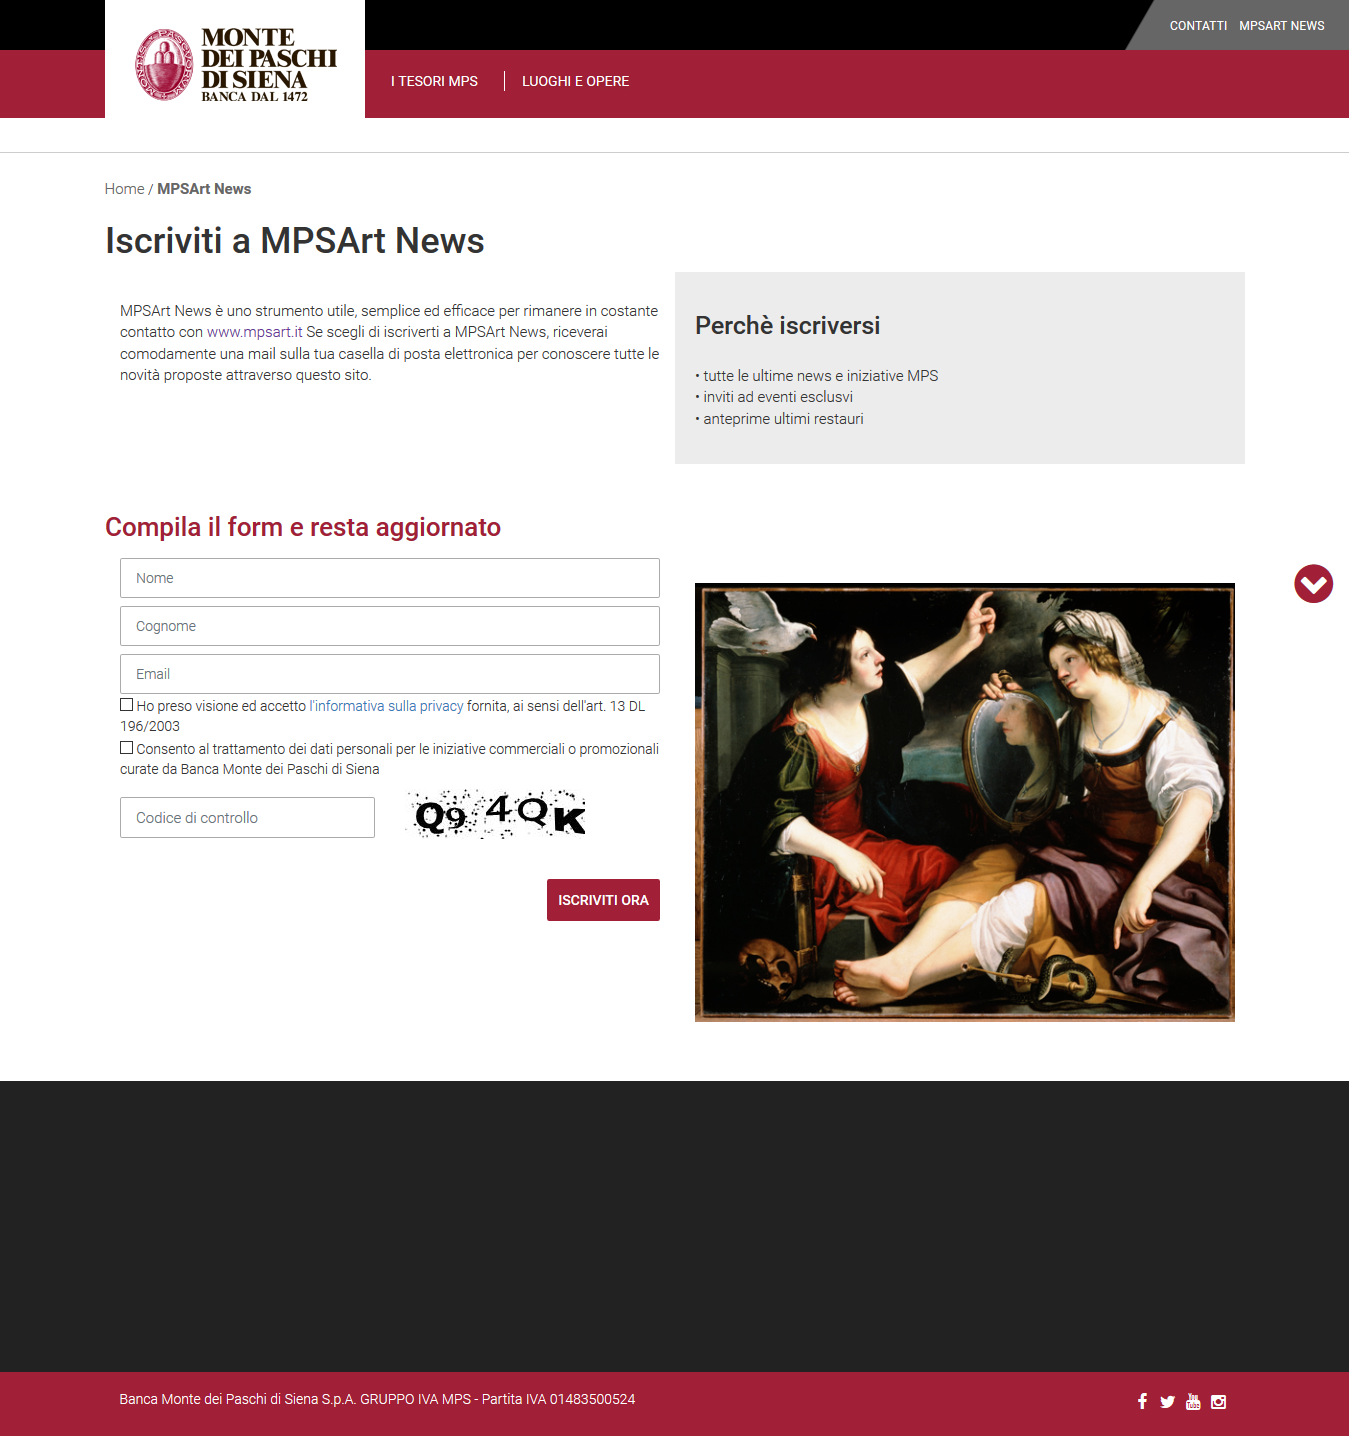 CONTATTI MPSART NEWS
MONTE
DEI PASCHI
DI SIENA
BANCA DAL 1472
I TESORI MPS
LUOGHI E OPERE
Home / MPSArt News
Iscriviti a MPSArt News
MPSArt News è uno strumento utile, semplice ed efficace per rimanere in costante
contatto con www.mpsart.it Se scegli di iscriverti a MPSArt News, riceverai
comodamente una mail sulla tua casella di posta elettronica per conoscere tutte le
novità proposte attraverso questo sito.
Perchè iscriversi
• tutte le ultime news e iniziative MPS
• inviti ad eventi esclusvi
• anteprime ultimi restauri
Compila il form e resta aggiornato
Nome
Cognome
Email
Ho preso visione ed accetto l'informativa sulla privacy fornita, ai sensi dell'art. 13 DL
196/2003
Consento al trattamento dei dati personali per le iniziative commerciali o promozionali
curate da Banca Monte dei Paschi di Siena
Codice di controllo
Q94QK
ISCRIVITI ORA
Banca Monte dei Paschi di Siena S.p.A. GRUPPO IVA MPS - Partita IVA 01483500524